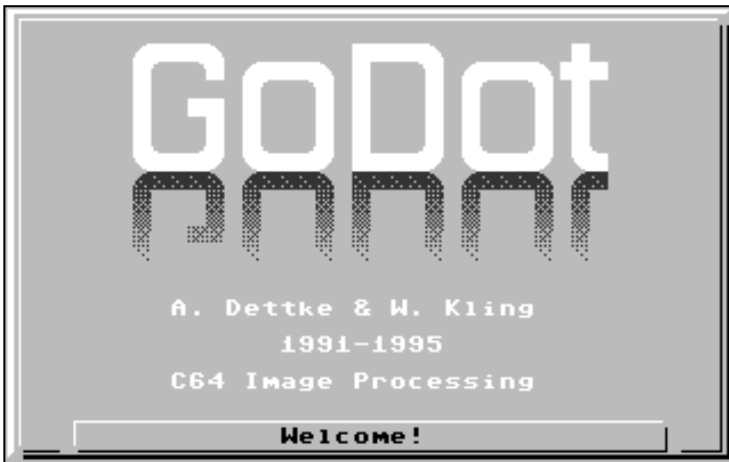 GoDot
A. Dettke & W. Kling
1991-1995
C64 Image Processing
Welcome!